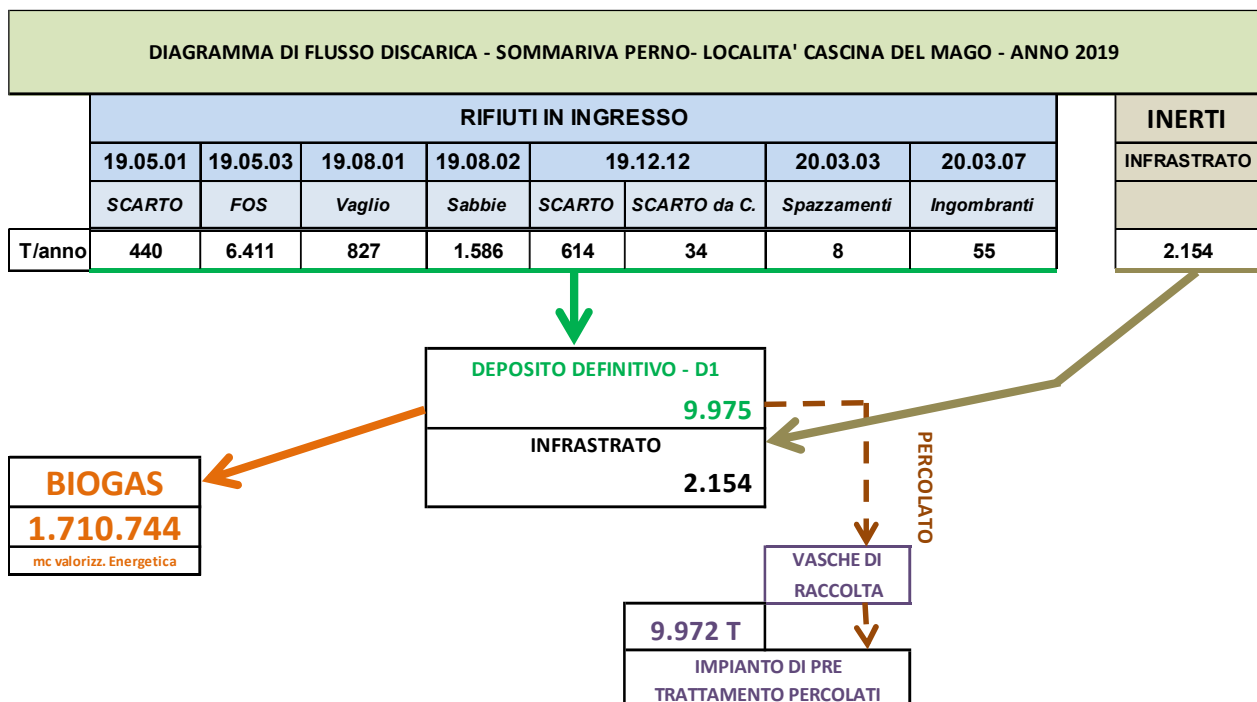 DIAGRAMMA DI FLUSSO DISCARICA - SOMMARIVA PERNO- LOCALITA' CASCINA DEL MAGO - ANNO 2019
RIFIUTI IN INGRESSO
INERTI
19.05.01 19.05.03 19.08.01 19.08.02 19.12.12 20.03.03 20.03.07
INFRASTRATO
SCARTO FOS Vaglio Sabbie SCARTO SCARTO da C. Spazzamenti Ingombranti
T/anno 440 6.411 827 1.586 614 34 8 55 2.154
DEPOSITO DEFINITIVO - D1
9.975
INFRASTRATO
2.154
PERCOLATO
BIOGAS
1.710.744
mc valorizz. Energetica
VASCHE DI
RACCOLTA
9.972 T
IMPIANTO DI PRE
TRATTAMENTO PERCOLATI